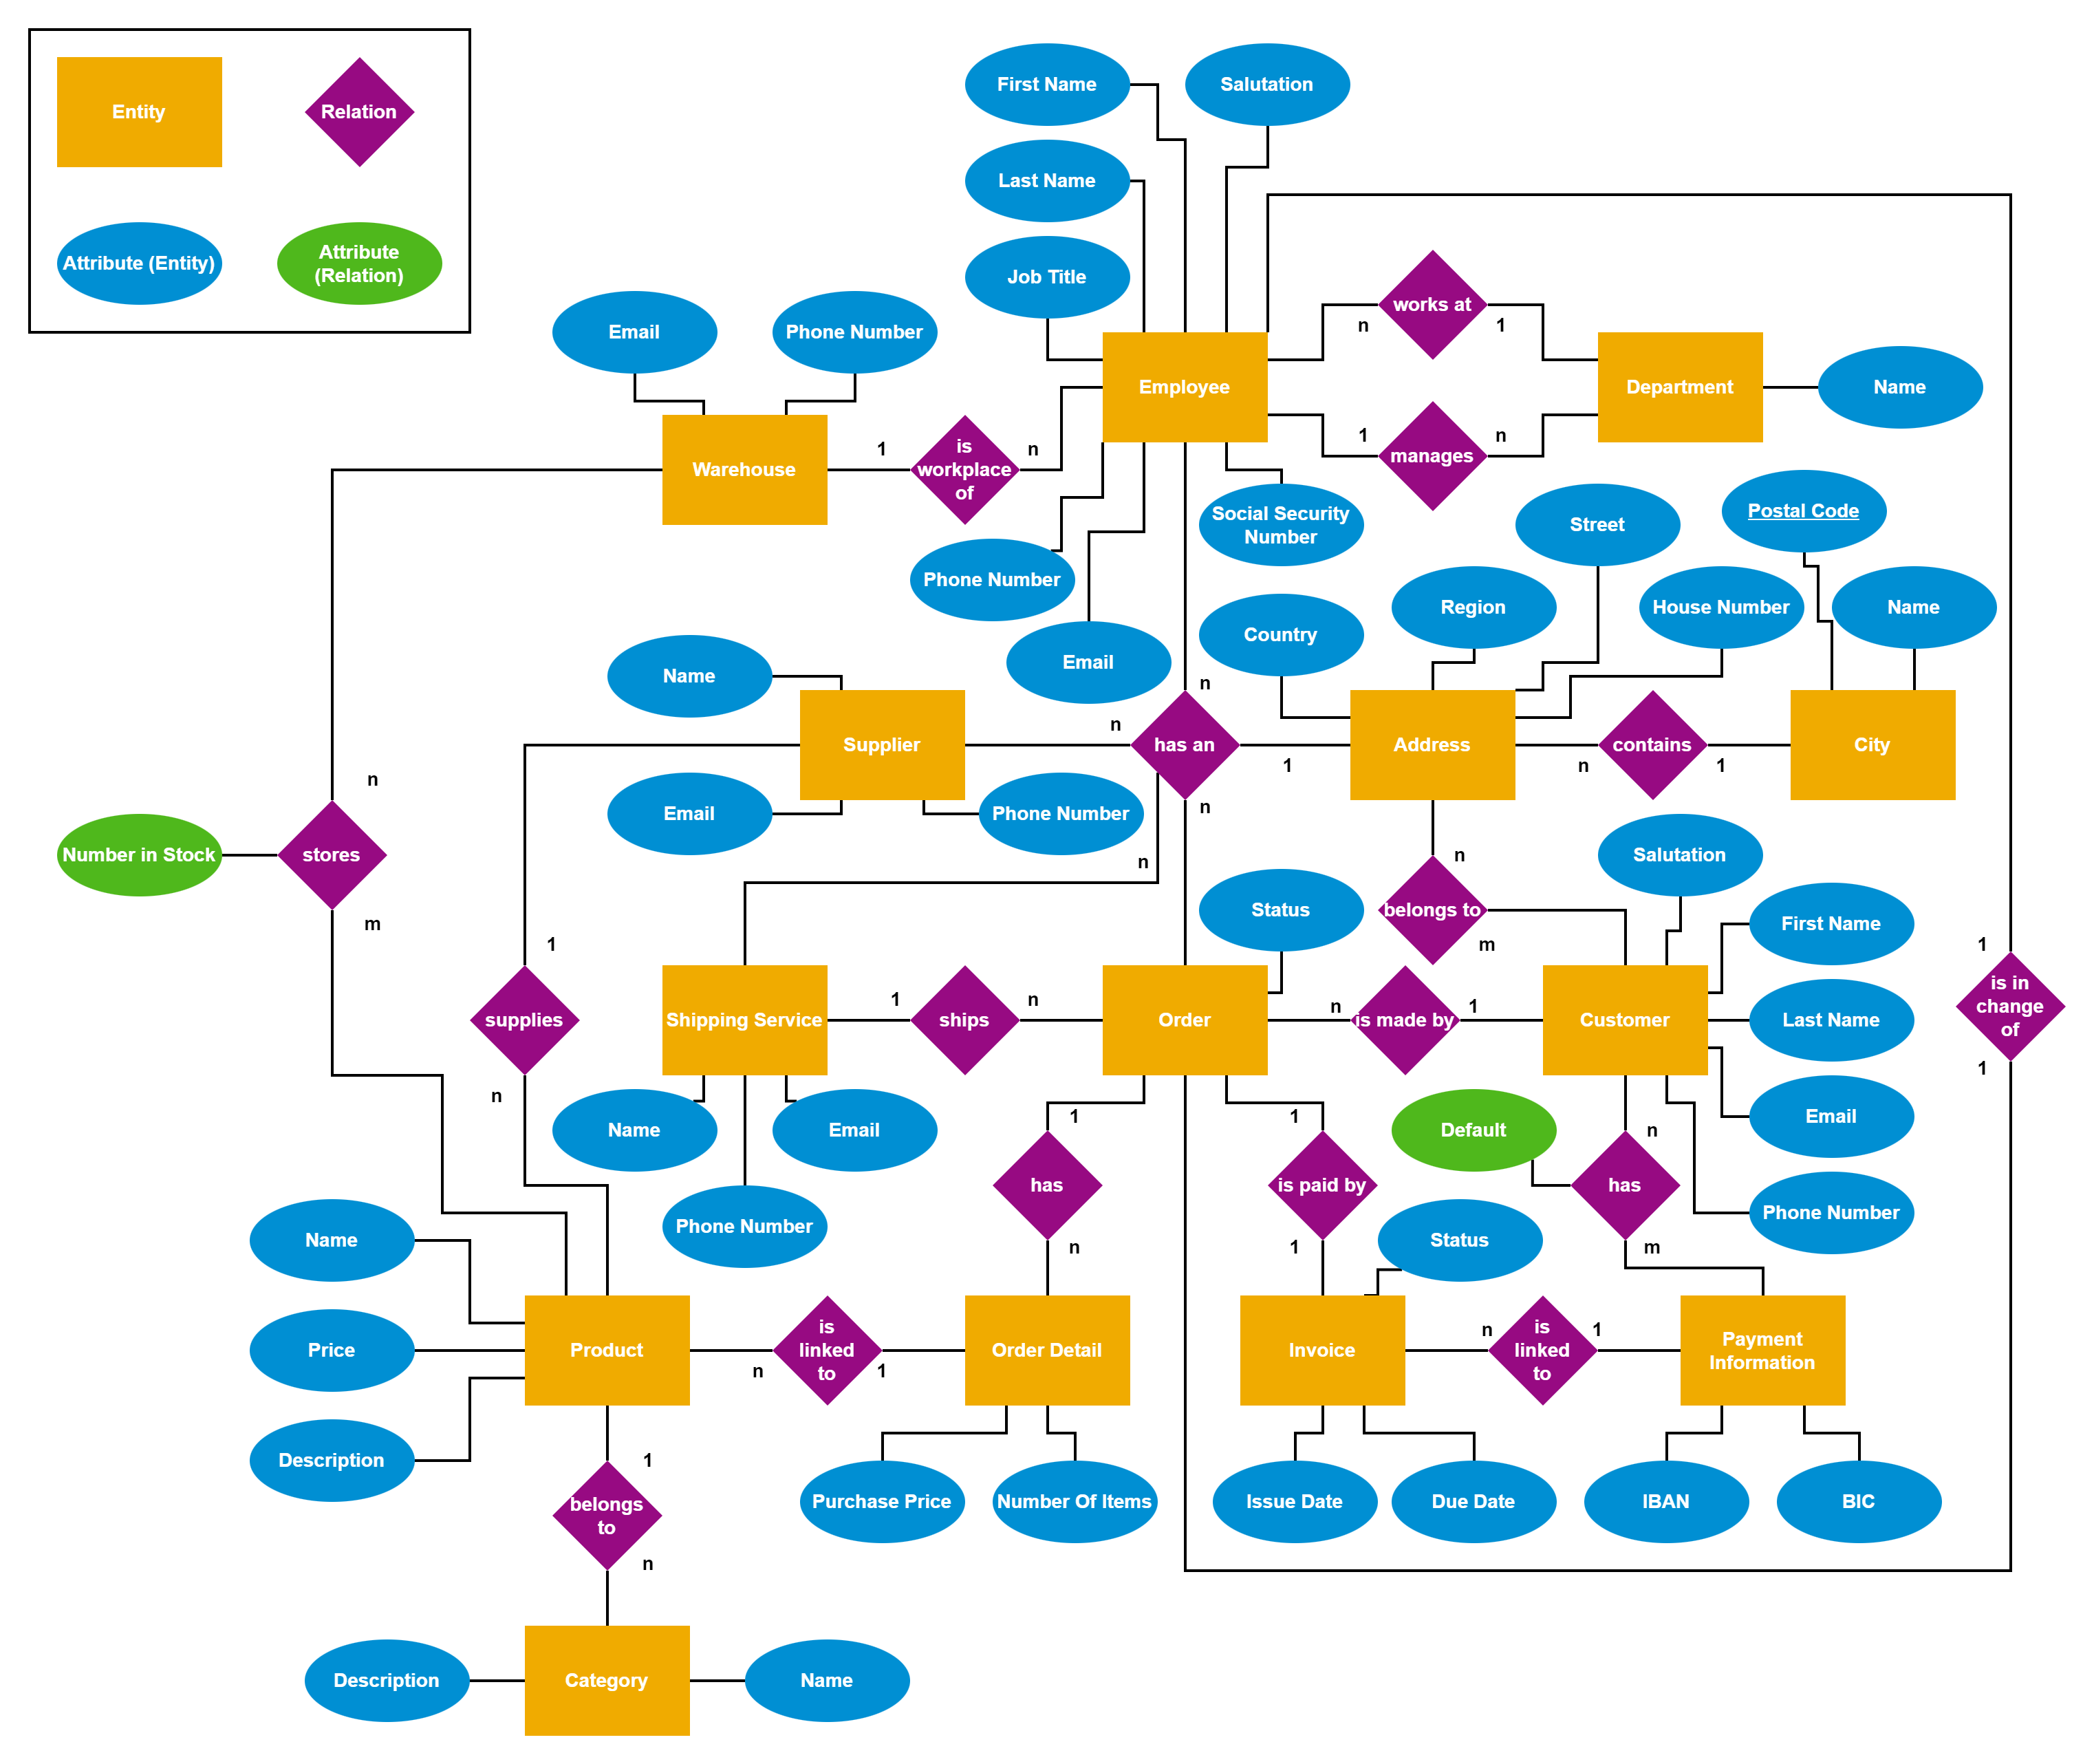 Entity
Relation
Attribute (Entity)
Attribute
(Relation)
First Name
Salutation
Last Name
Job Title
Email
Phone Number
works at
n
1
Employee
Department
Name
Warehouse
1
is
workplace
of
n
1
manages
n
Phone Number
Social Security
Number
Street
Postal Code
Email
Country
Region
House Number
Name
Name
Supplier
n
n
has an
1
Address
n
contains
1
City
Email
Phone Number
n
n
n
Number in Stock
stores
m
Status
n
belongs to
m
Salutation
First Name
1
supplies
n
Shipping Service
1
ships
n
Order
n
is made by
1
Customer
Last Name
1
is in
change
of
1
Name
Email
Phone Number
1
has
n
1
is paid by
1
Default
n
has
m
Email
Phone Number
Status
Name
Price
Description
Product
n
is
linked
to
1
Order Detail
Invoice
n
is
linked
to
1
Payment
Information
1
belongs
to
n
Purchase Price
Number Of Items
Issue Date
Due Date
IBAN
BIC
Description
Category
Name